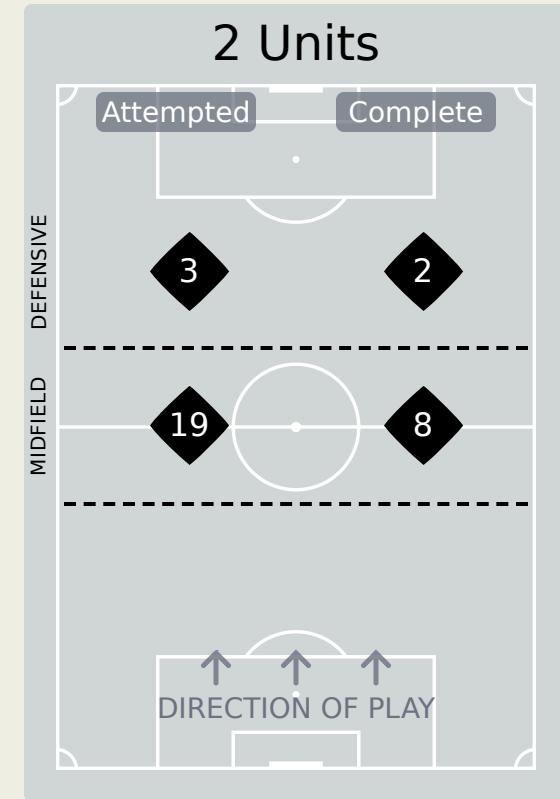 2 Units
Attempted Complete
DEFENSIVE
3 2
MIDFIELD
19 8
DIRECTION OF PLAY